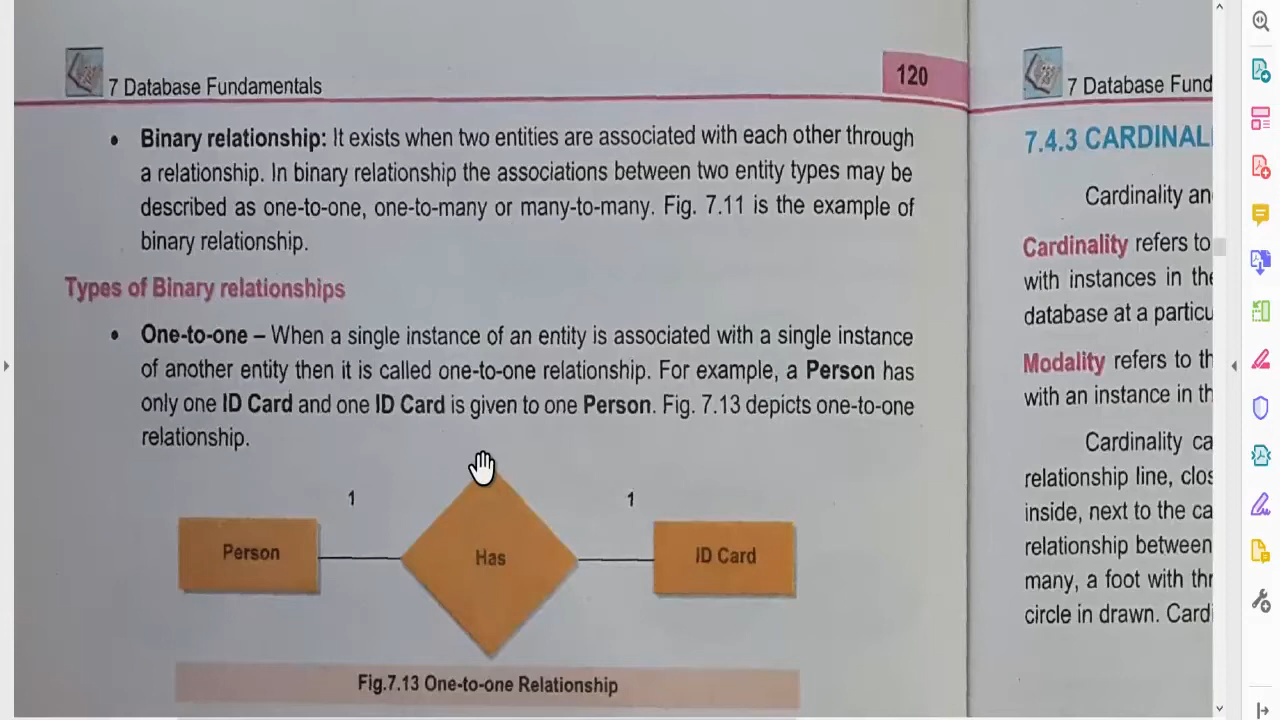 7 Database Fundamentals
120
• Binary relationship: It exists when two entities are associated with each other through
a relationship. In binary relationship the associations between two entity types may be
described as one-to-one, one-to-many or many-to-many. Fig. 7.11 is the example of
binary relationship.
Types of Binary relationships
• One-to-one – When a single instance of an entity is associated with a single instance
of another entity then it is called one-to-one relationship. For example, a Person has
only one ID Card and one ID Card is given to one Person. Fig. 7.13 depicts one-to-one
relationship.
1
1
Person
Has
ID Card
Fig.7.13 One-to-one Relationship
7 Database Fund
7.4.3 CARDINAL
Cardinality an
Cardinality refers to
with instances in the
database at a particu
Modality refers to th
with an instance in th
Cardinality ca
relationship line, clos
inside, next to the ca
relationship between
many, a foot with thr
circle in drawn. Cardi